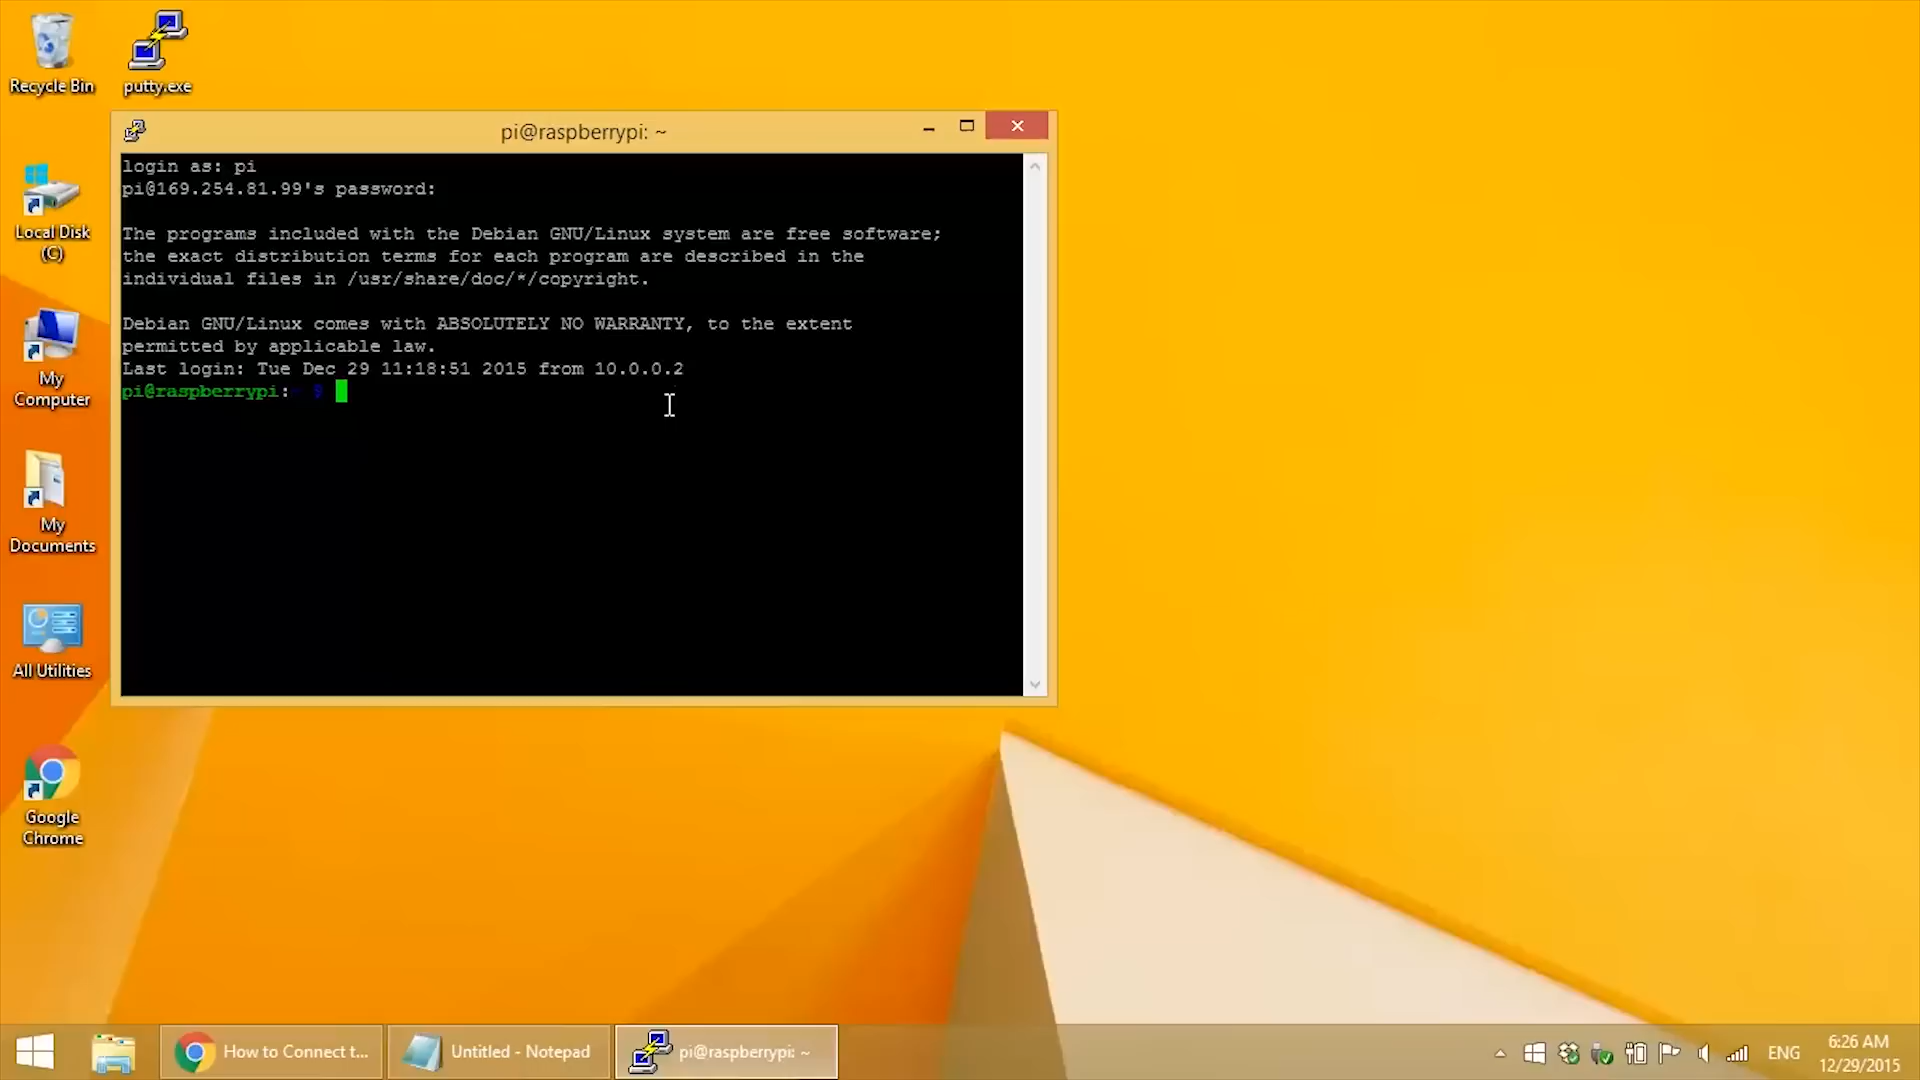 Recycle Bin
putty.exe
pi@raspberrypi: ~
login as: pi
pi@169.254.81.99's password:
The programs included with the Debian GNU/Linux system are free software;
the exact distribution terms for each program are described in the
individual files in /usr/share/doc/*/copyright.
Debian GNU/Linux comes with ABSOLUTELY NO WARRANTY, to the extent
permitted by applicable law.
Last login: Tue Dec 29 11:18:51 2015 from 10.0.0.2
pi@raspberrypi:~ $
Local Disk
(C)
My
Computer
My
Documents
All Utilities
Google
Chrome
How to Connect t...
Untitled - Notepad
pi@raspberrypi: ~
ENG
6:26 AM
12/29/2015